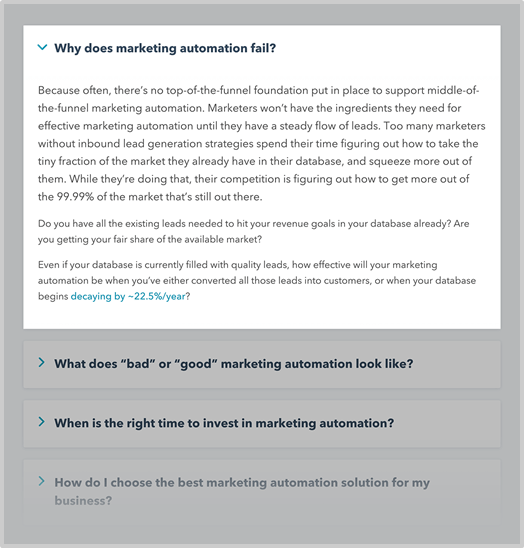 Why does marketing automation fail?
Because often, there's no top-of-the-funnel foundation put in place to support middle-of-
the-funnel marketing automation. Marketers won't have the ingredients they need for
effective marketing automation until they have a steady flow of leads. Too many marketers
without inbound lead generation strategies spend their time figuring out how to take the
tiny fraction of the market they already have in their database, and squeeze more out of
them. While they're doing that, their competition is figuring out how to get more out of
the 99.99% of the market that's still out there.
Do you have all the existing leads needed to hit your revenue goals in your database already? Are
you getting your fair share of the available market?
Even if your database is currently filled with quality leads, how effective will your marketing
automation be when you've either converted all those leads into customers, or when your database
begins decaying by ~22.5%/year?
What does “bad” or “good” marketing automation look like?
When is the right time to invest in marketing automation?
How do I choose the best marketing automation solution for my
business?